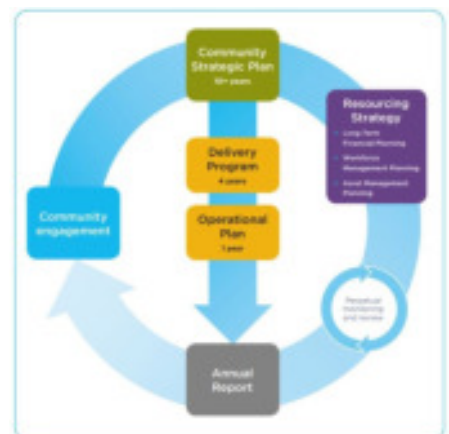 Community
Strategic Plan
10+ years
Resourcing
Strategy
Long-Term
Financial Planning
Workforce
Management Planning
Asset Management
Planning
Delivery
Program
4 years
Community
engagement
Operational
Plan
1 year
Perpetual
monitoring
and review
Annual
Report